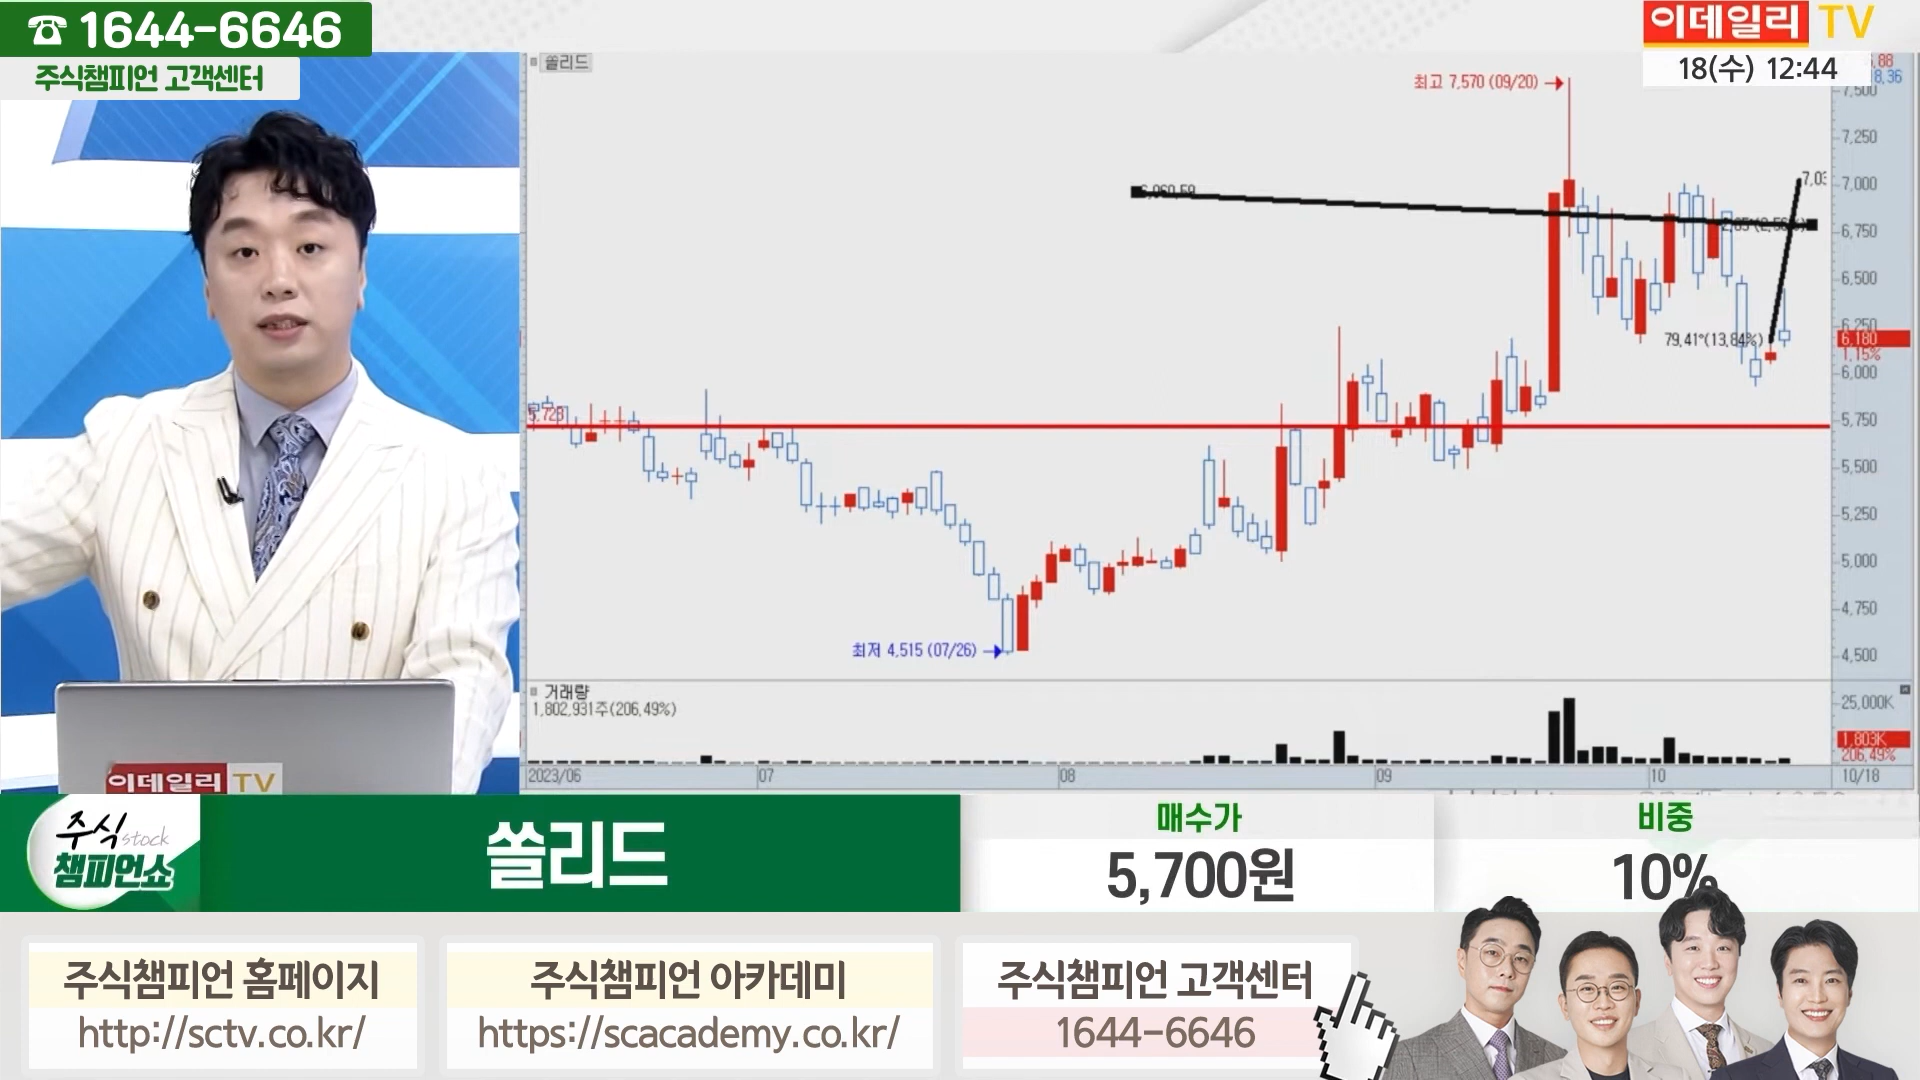 ☎ 1644-6646
주식챔피언 고객센터
이데일리 TV
18(수) 12:44
쏠리드
최고 7,570 (09/20)
7,500
7,250
7,000
6,750
6,500
6,250
6,180
1,15%
6,000
5,750
5,500
5,250
5,000
4,750
4,500
79,41°(13,84%)
5,723
최저 4,515 (07/26)
거래량
1,802,931주(206,49%)
25,000K
1,803K
206,49%
2023/06
07
08
09
10
10/18
이데일리 TV
주식 stock
챔피언쇼
쏠리드
매수가
5,700원
비중
10%
주식챔피언 홈페이지
http://sctv.co.kr/
주식챔피언 아카데미
https://scacademy.co.kr/
주식챔피언 고객센터
1644-6646